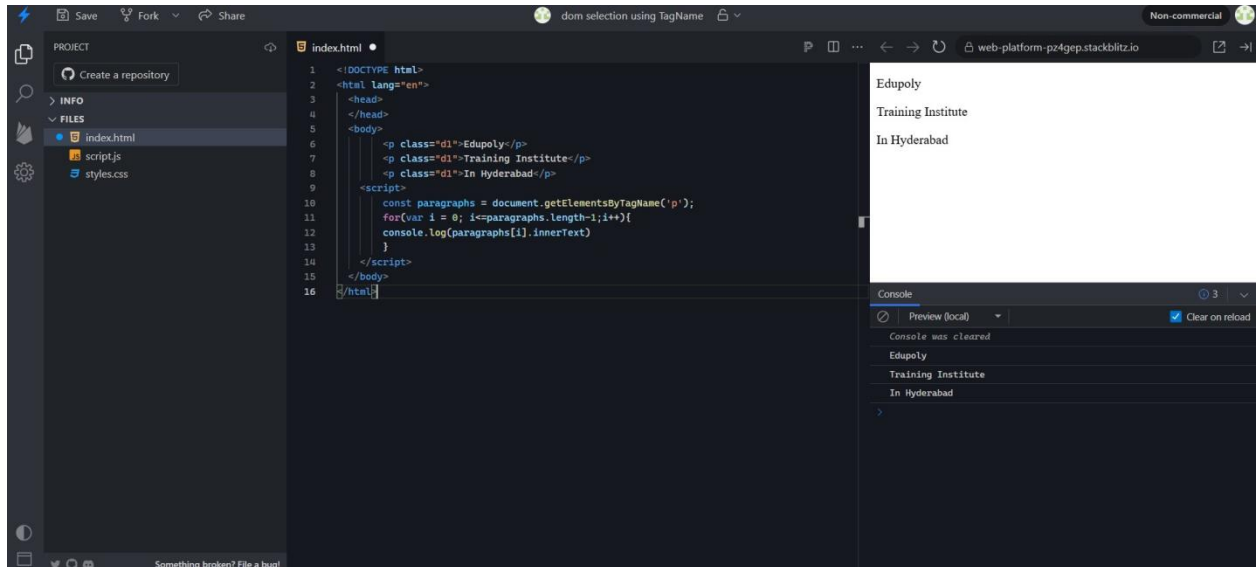 Save Fork Share
dom selection using TagName
Non-commercial
PROJECT
Create a repository
INFO
FILES
index.html
script.js
styles.css
index.html
1 <!DOCTYPE html>
2 <html lang="en">
3 <head>
4 </head>
5 <body>
6 <p class="d1">Edupoly</p>
7 <p class="d1">Training Institute</p>
8 <p class="d1">In Hyderabad</p>
9 <script>
10 const paragraphs = document.getElementsByTagName('p');
11 for(var i = 0; i<=paragraphs.length-1;i++){
12 console.log(paragraphs[i].innerText)
13 }
14 </script>
15 </body>
16 </html>
web-platform-pz4gep.stackblitz.io
Edupoly
Training Institute
In Hyderabad
Console 3
Preview (local) Clear on reload
Console was cleared
Edupoly
Training Institute
In Hyderabad
Something broken? File a bug!